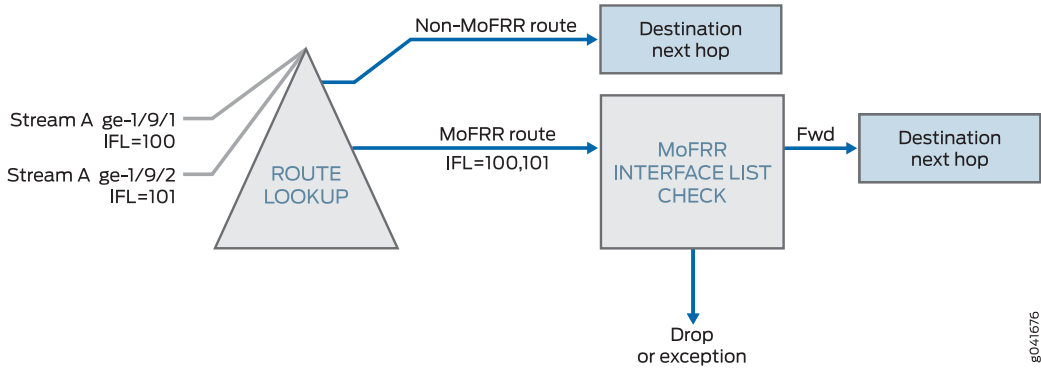 Non-MoFRR route
Destination
next hop
Stream A ge-1/9/1
IFL=100
Stream A ge-1/9/2
IFL=101
ROUTE
LOOKUP
MoFRR route
IFL=100,101
MoFRR
INTERFACE LIST
CHECK
Fwd
Destination
next hop
Drop
or exception
g041676